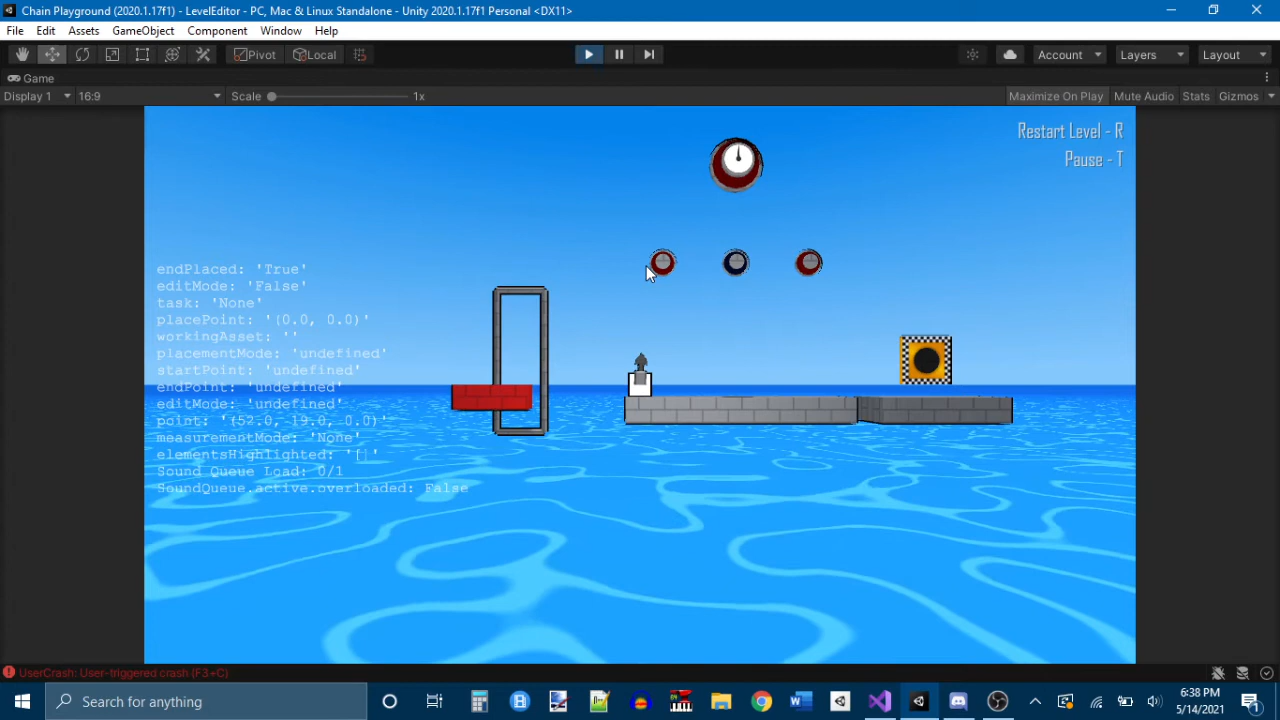 Chain Playground (2020.1.17f1) - LevelEditor - PC, Mac & Linux Standalone - Unity 2020.1.17f1 Personal <DX11>
File Edit Assets GameObject Component Window Help
Pivot Local Account Layers Layout
Game
Display 1 16:9 Scale 1x Maximize On Play Mute Audio Stats Gizmos
Restart Level - R
Pause - T
endPlaced: 'True'
editMode: 'False'
task: 'None'
placePoint: '(0.0, 0.0)'
workingAsset: ''
placementMode: 'undefined'
startPoint: 'undefined'
endPoint: 'undefined'
editMode: 'undefined'
point: '(52.0, -19.0, 0.0)'
measurementMode: 'None'
elementsHighlighted: '[]'
Sound Queue Load: 0/1
SoundQueue.active.overloaded: False
UserCrash: User-triggered crash (F3+C)
Search for anything
6:38 PM
5/14/2021
1